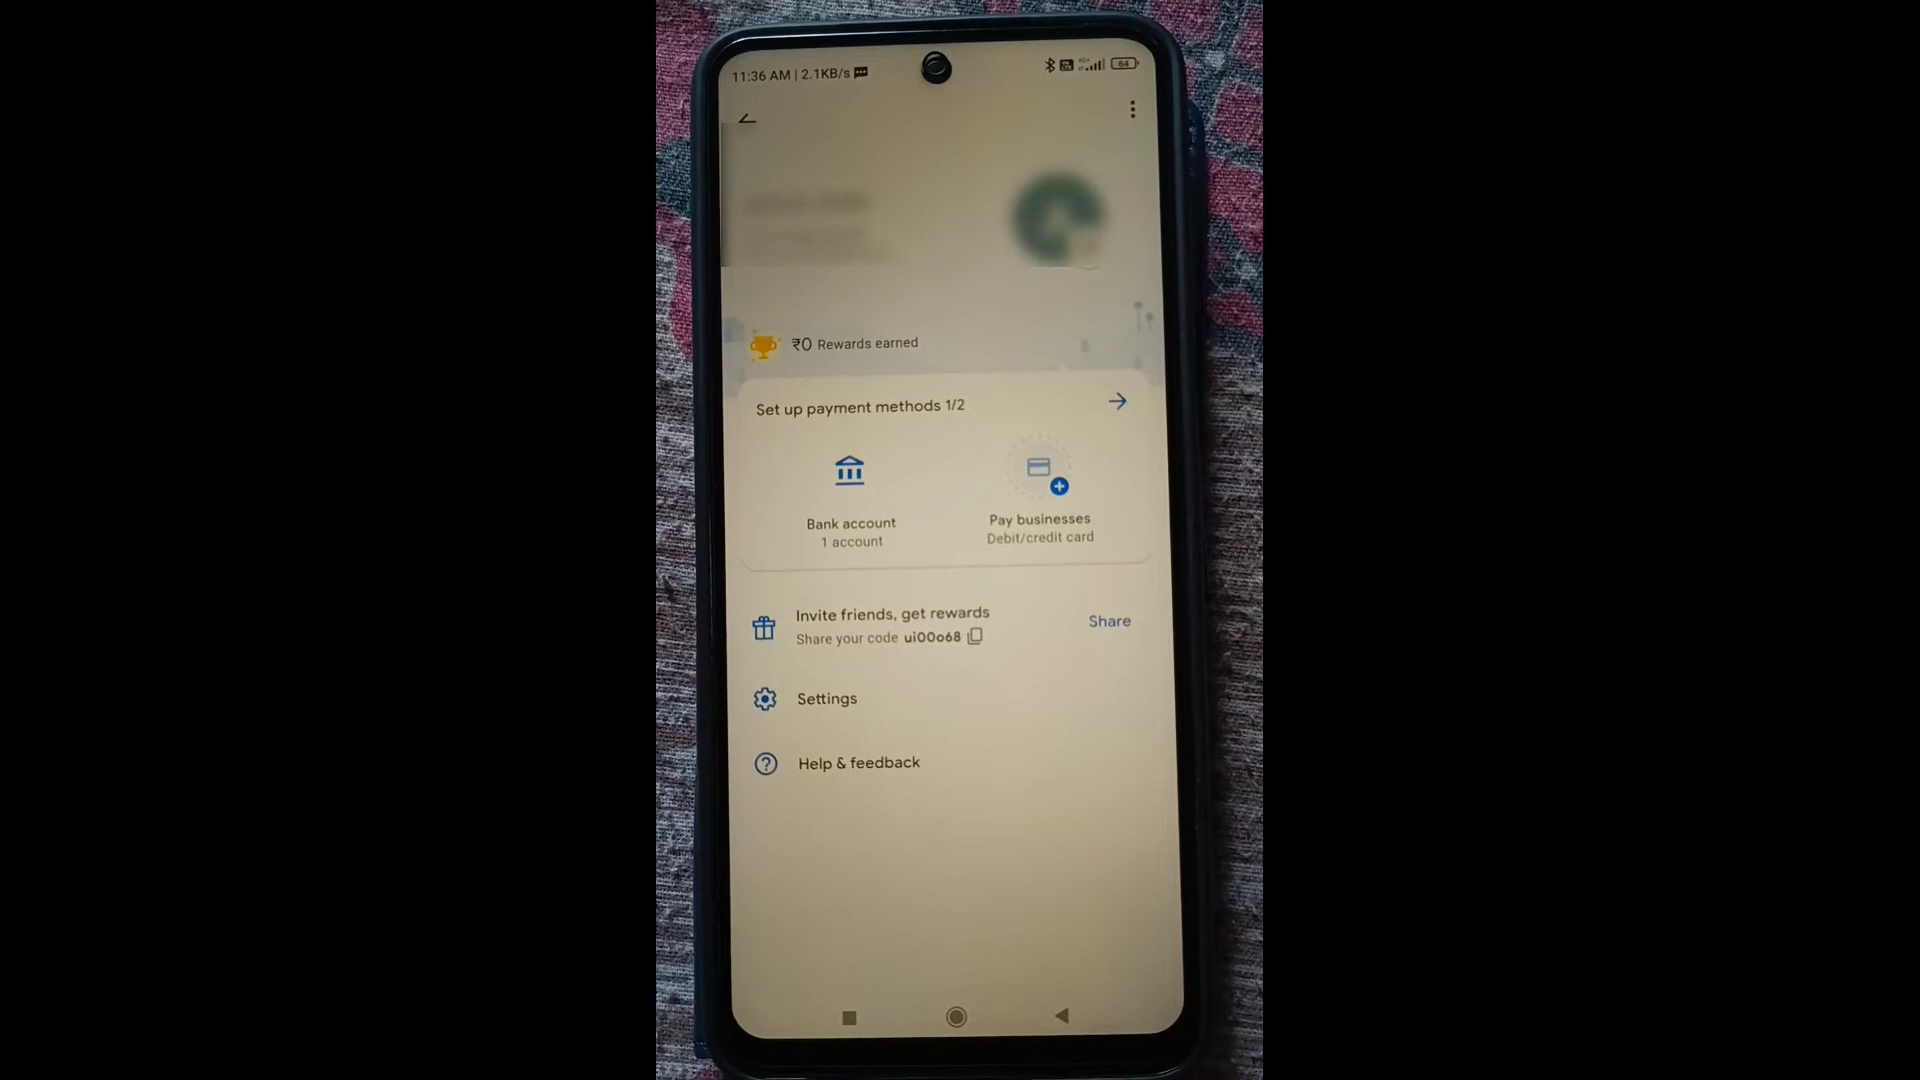 11:36 AM | 2.1KB/s
64
₹0 Rewards earned
Set up payment methods 1/2
Bank account
1 account
Pay businesses
Debit/credit card
Invite friends, get rewards
Share your code ui00o68
Share
Settings
Help & feedback